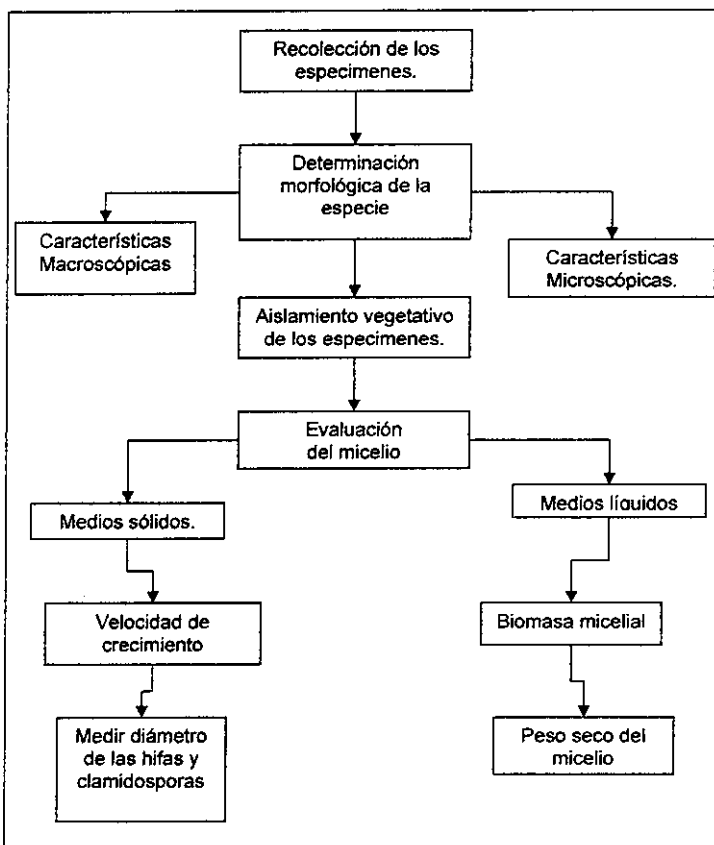 Recolección de los
especimenes.
Determinación
morfológica de la
especie
Características
Macroscópicas
Características
Microscópicas.
Aislamiento vegetativo
de los especimenes.
Evaluación
del micelio
Medios sólidos.
Medios líquidos
Velocidad de
crecimiento
Biomasa micelial
Medir diámetro
de las hifas y
clamidosporas
Peso seco del
micelio